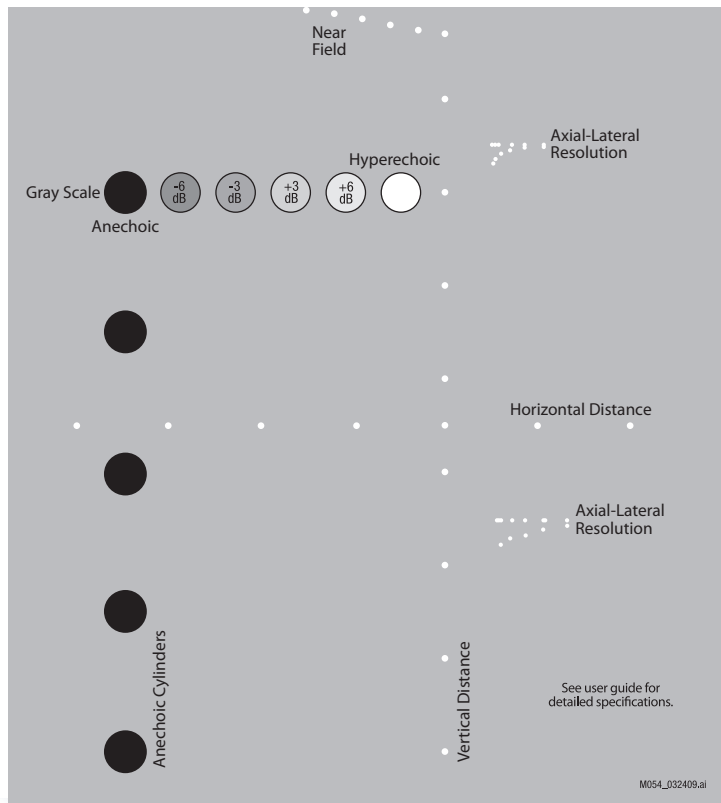 Near
Field
Axial-Lateral
Resolution
Hyperechoic
Gray Scale
-6
dB
-3
dB
+3
dB
+6
dB
Anechoic
Horizontal Distance
Axial-Lateral
Resolution
Anechoic Cylinders
Vertical Distance
See user guide for
detailed specifications.
M054_032409.ai